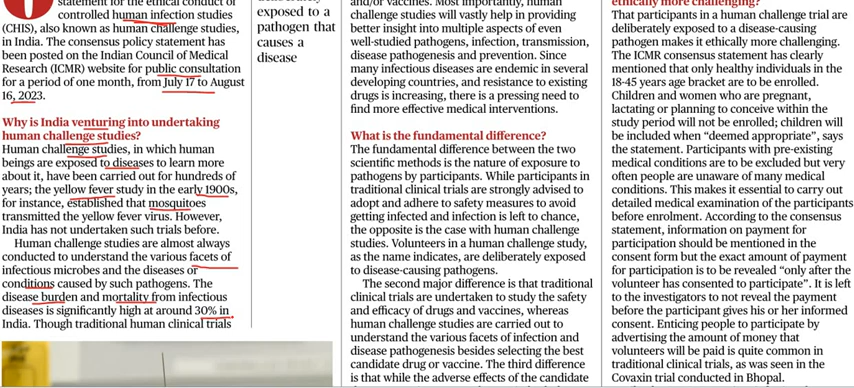 statement for the ethical conduct of
controlled human infection studies
(CHIS), also known as human challenge studies,
in India. The consensus policy statement has
been posted on the Indian Council of Medical
Research (ICMR) website for public consultation
for a period of one month, from July 17 to August
16, 2023.
Why is India venturing into undertaking
human challenge studies?
Human challenge studies, in which human
beings are exposed to diseases to learn more
about it, have been carried out for hundreds of
years; the yellow fever study in the early 1900s,
for instance, established that mosquitoes
transmitted the yellow fever virus. However,
India has not undertaken such trials before.
Human challenge studies are almost always
conducted to understand the various facets of
infectious microbes and the diseases or
conditions caused by such pathogens. The
disease burden and mortality from infectious
diseases is significantly high at around 30% in
India. Though traditional human clinical trials
exposed to a
pathogen that
causes a
disease
and/or vaccines. Most importantly, human
challenge studies will vastly help in providing
better insight into multiple aspects of even
well-studied pathogens, infection, transmission,
disease pathogenesis and prevention. Since
many infectious diseases are endemic in several
developing countries, and resistance to existing
drugs is increasing, there is a pressing need to
find more effective medical interventions.
What is the fundamental difference?
The fundamental difference between the two
scientific methods is the nature of exposure to
pathogens by participants. While participants in
traditional clinical trials are strongly advised to
adopt and adhere to safety measures to avoid
getting infected and infection is left to chance,
the opposite is the case with human challenge
studies. Volunteers in a human challenge study,
as the name indicates, are deliberately exposed
to disease-causing pathogens.
The second major difference is that traditional
clinical trials are undertaken to study the safety
and efficacy of drugs and vaccines, whereas
human challenge studies are carried out to
understand the various facets of infection and
disease pathogenesis besides selecting the best
candidate drug or vaccine. The third difference
is that while the adverse effects of the candidate
ethically more challenging?
That participants in a human challenge trial are
deliberately exposed to a disease-causing
pathogen makes it ethically more challenging.
The ICMR consensus statement has clearly
mentioned that only healthy individuals in the
18-45 years age bracket are to be enrolled.
Children and women who are pregnant,
lactating or planning to conceive within the
study period will not be enrolled; children will
be included when “deemed appropriate”, says
the statement. Participants with pre-existing
medical conditions are to be excluded but very
often people are unaware of many medical
conditions. This makes it essential to carry out
detailed medical examination of the participants
before enrolment. According to the consensus
statement, information on payment for
participation should be mentioned in the
consent form but the exact amount of payment
for participation is to be revealed “only after the
volunteer has consented to participate”. It is left
to the investigators to not reveal the payment
before the participant gives his or her informed
consent. Enticing people to participate by
advertising the amount of money that
volunteers will be paid is quite common in
traditional clinical trials, as was seen in the
Covaxin trial conducted in Bhopal.